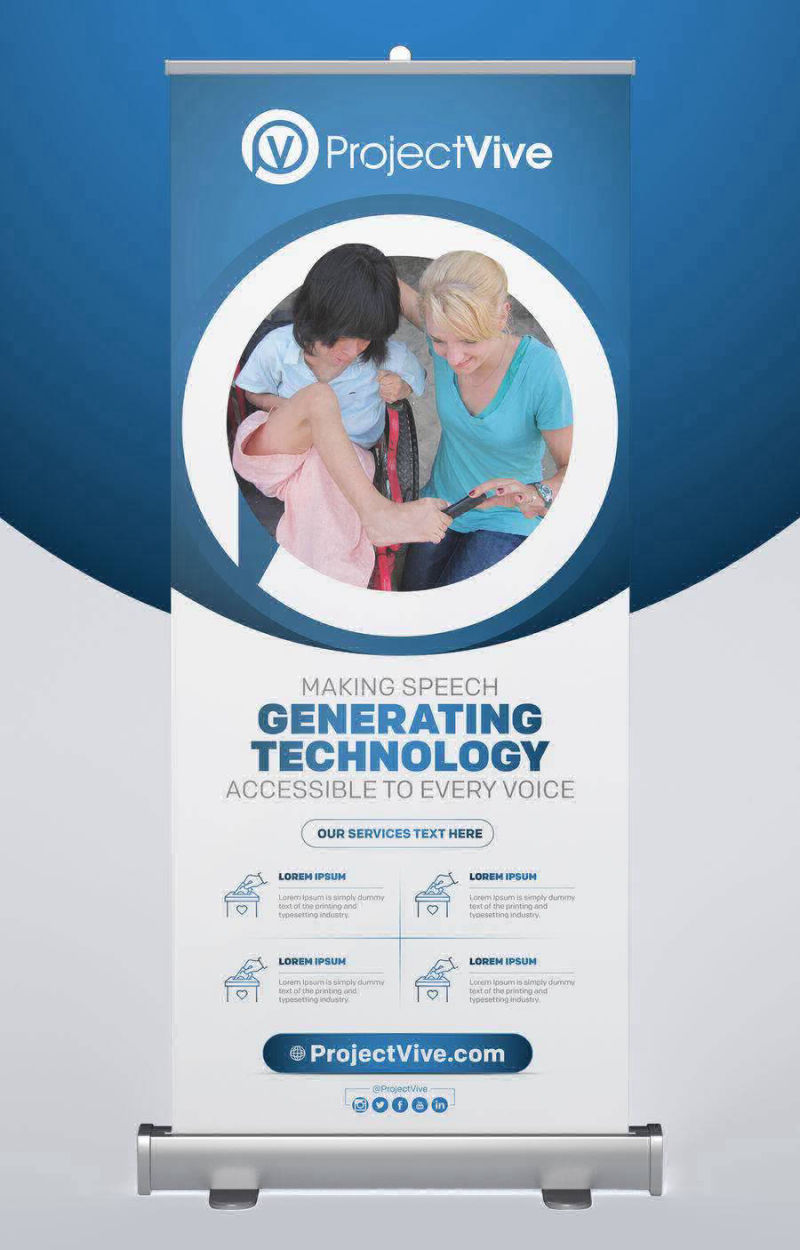 ProjectVive
MAKING SPEECH
GENERATING
TECHNOLOGY
ACCESSIBLE TO EVERY VOICE
OUR SERVICES TEXT HERE
LOREM IPSUM
Lorem Ipsum is simply dummy
text of the printing and
typesetting industry.
LOREM IPSUM
Lorem Ipsum is simply dummy
text of the printing and
typesetting industry.
LOREM IPSUM
Lorem Ipsum is simply dummy
text of the printing and
typesetting industry.
LOREM IPSUM
Lorem Ipsum is simply dummy
text of the printing and
typesetting industry.
ProjectVive.com
@ProjectVive